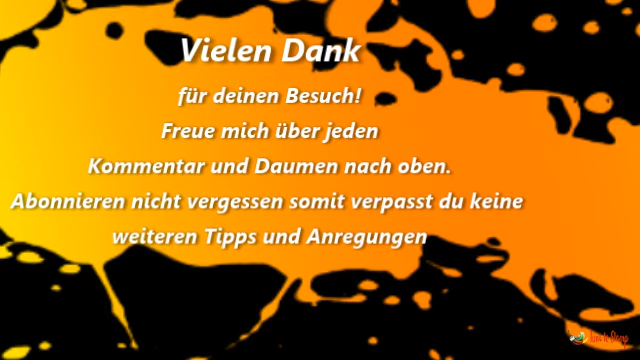 Vielen Dank
für deinen Besuch!
Freue mich über jeden
Kommentar und Daumen nach oben.
Abonnieren nicht vergessen somit verpasst du keine
weiteren Tipps und Anregungen